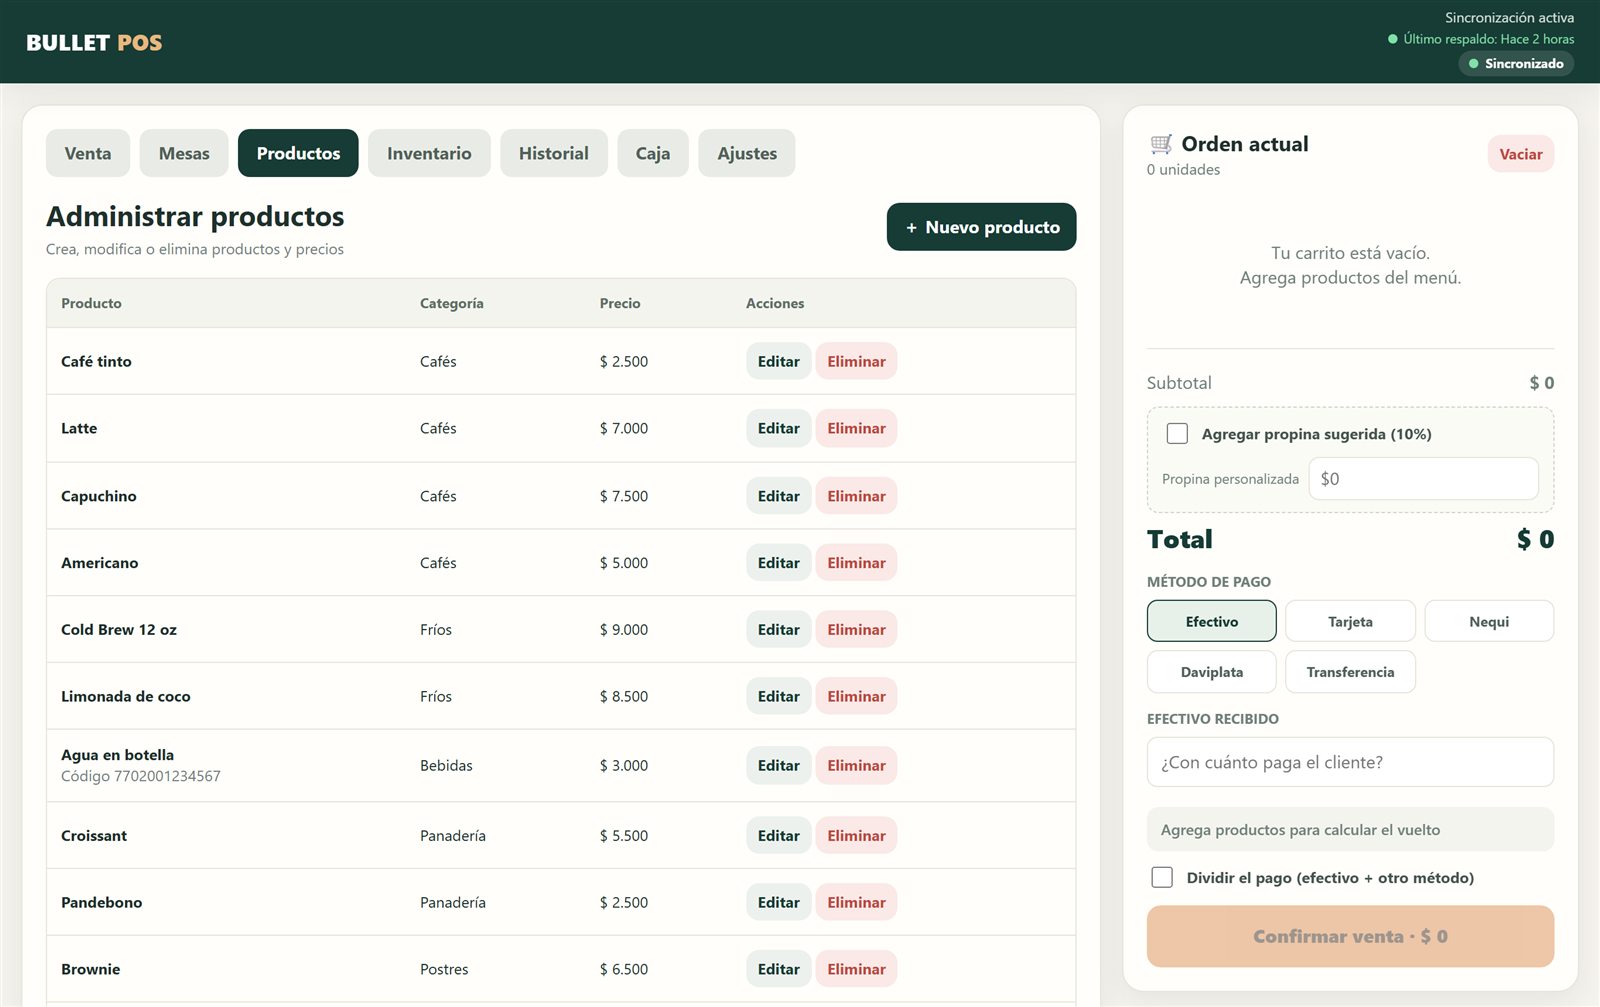 BULLET POS
Sincronización activa
Último respaldo: Hace 2 horas
Sincronizado
Venta
Mesas
Productos
Inventario
Historial
Caja
Ajustes
Administrar productos
Crea, modifica o elimina productos y precios
+ Nuevo producto
Producto Categoría Precio Acciones
Café tinto Cafés $ 2.500 Editar Eliminar
Latte Cafés $ 7.000 Editar Eliminar
Capuchino Cafés $ 7.500 Editar Eliminar
Americano Cafés $ 5.000 Editar Eliminar
Cold Brew 12 oz Fríos $ 9.000 Editar Eliminar
Limonada de coco Fríos $ 8.500 Editar Eliminar
Agua en botella
Código 7702001234567
Bebidas $ 3.000 Editar Eliminar
Croissant Panadería $ 5.500 Editar Eliminar
Pandebono Panadería $ 2.500 Editar Eliminar
Brownie Postres $ 6.500 Editar Eliminar
Orden actual
0 unidades
Vaciar
Tu carrito está vacío.
Agrega productos del menú.
Subtotal $ 0
Agregar propina sugerida (10%)
Propina personalizada $0
Total $ 0
MÉTODO DE PAGO
Efectivo Tarjeta Nequi
Daviplata Transferencia
EFECTIVO RECIBIDO
¿Con cuánto paga el cliente?
Agrega productos para calcular el vuelto
Dividir el pago (efectivo + otro método)
Confirmar venta · $ 0